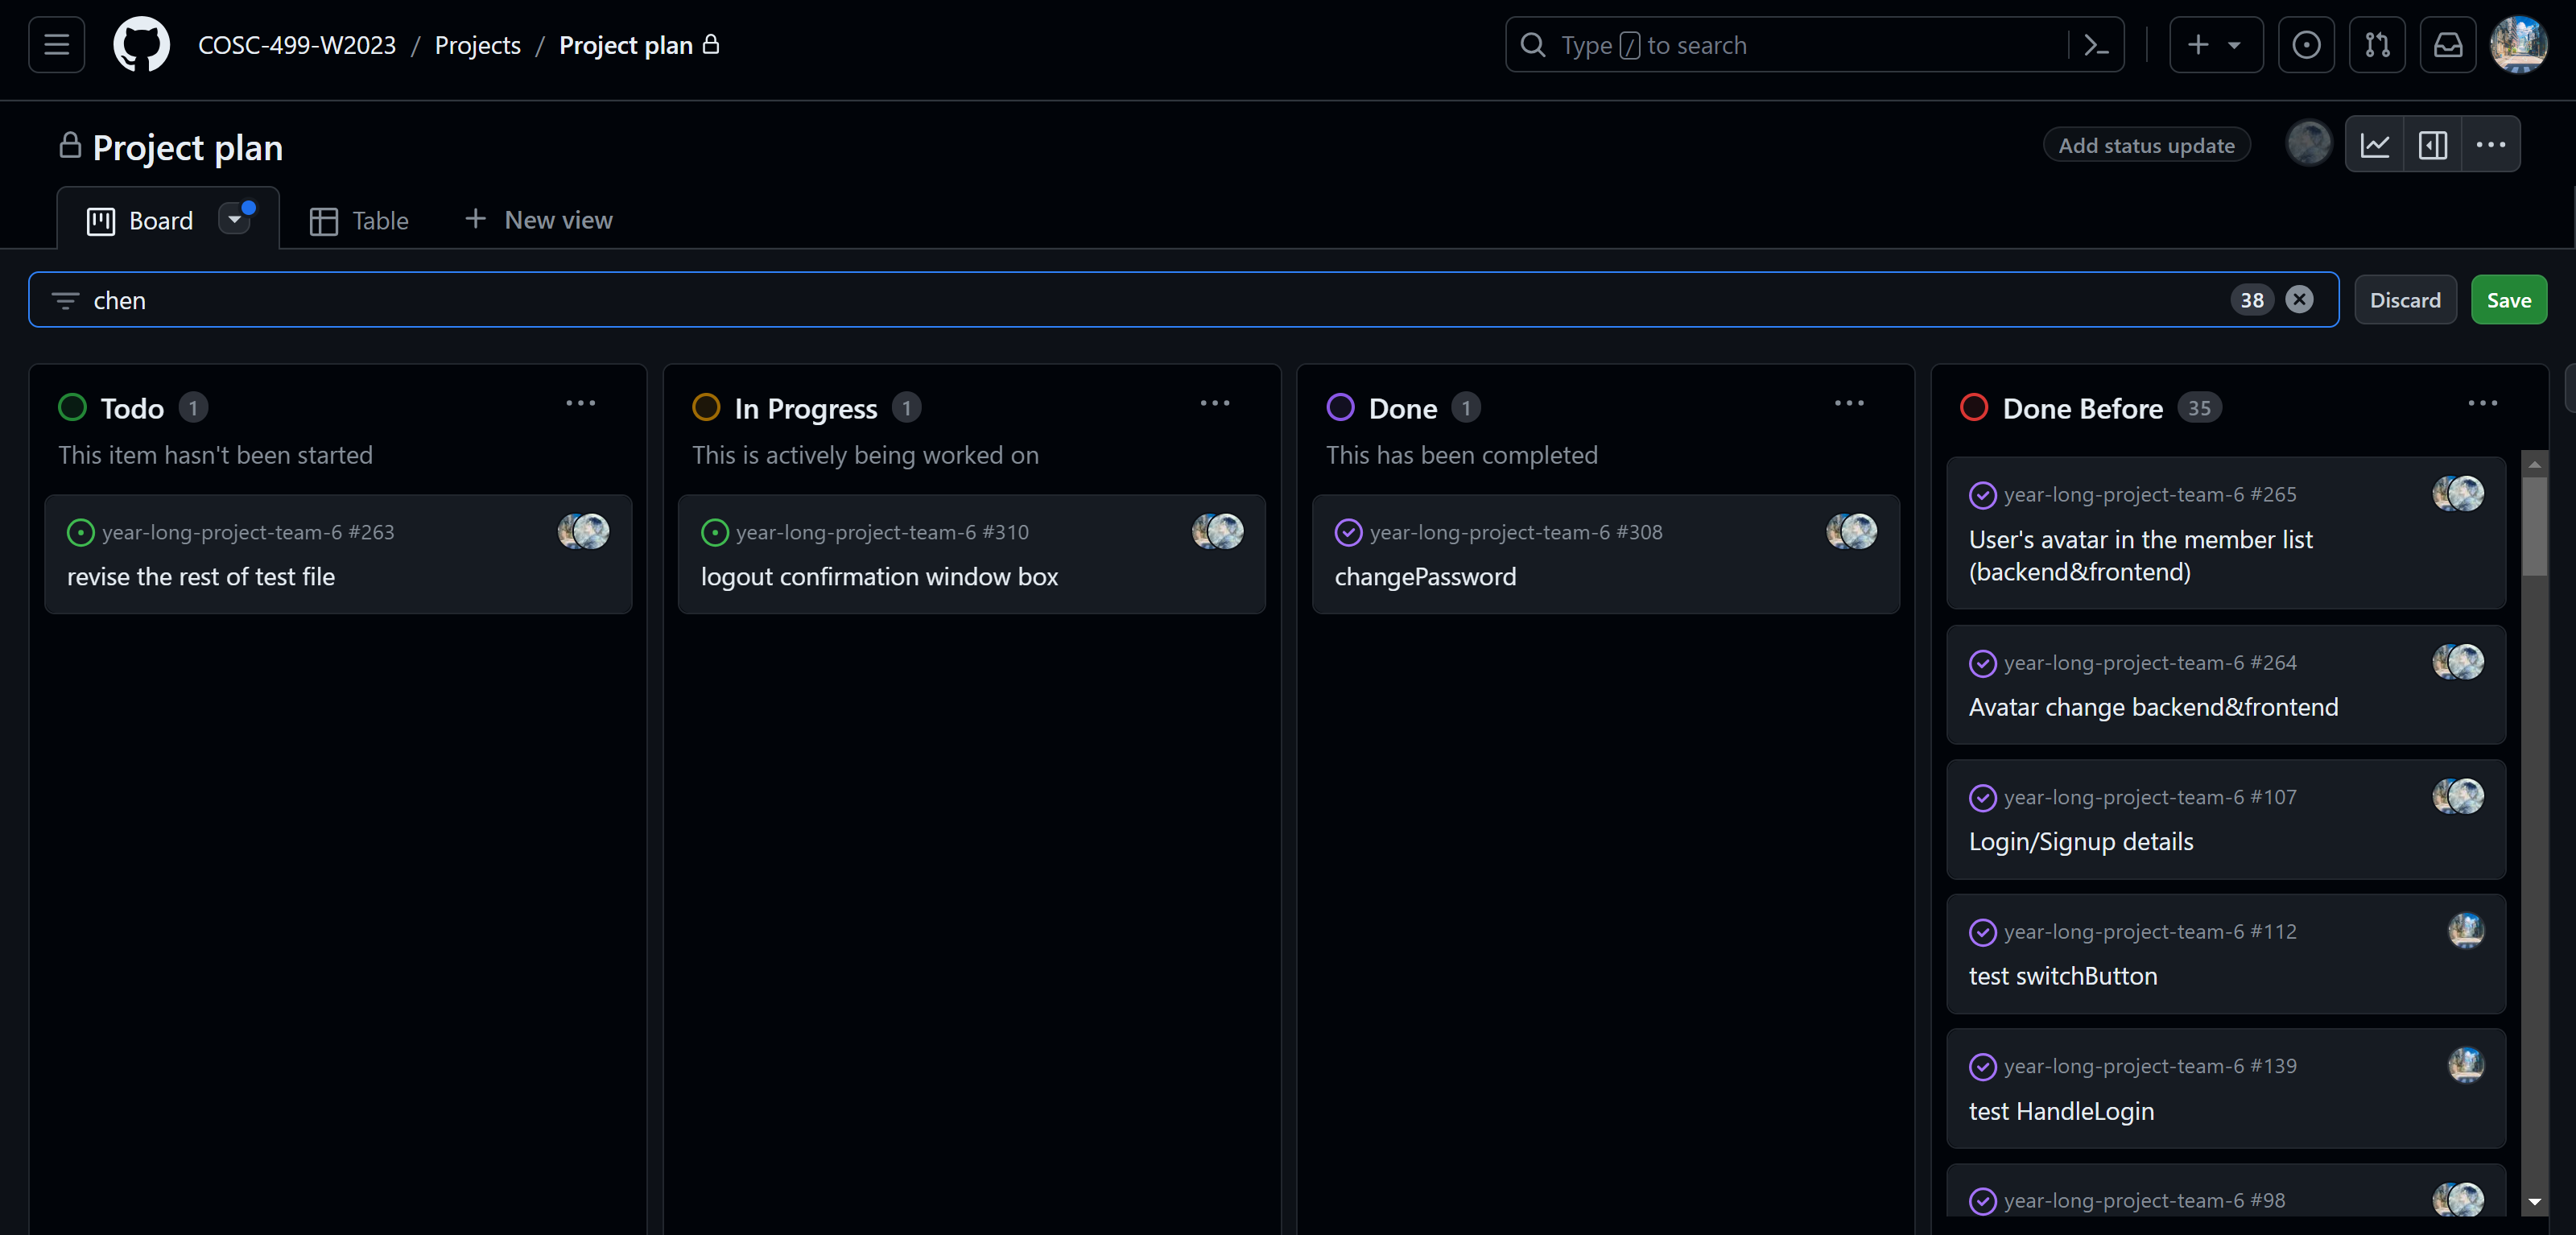 COSC-499-W2023 / Projects / Project plan
Type / to search
Project plan
Add status update
Board
Table
New view
chen
38
Discard
Save
Todo 1
This item hasn't been started
year-long-project-team-6 #263
revise the rest of test file
In Progress 1
This is actively being worked on
year-long-project-team-6 #310
logout confirmation window box
Done 1
This has been completed
year-long-project-team-6 #308
changePassword
Done Before 35
year-long-project-team-6 #265
User's avatar in the member list
(backend&frontend)
year-long-project-team-6 #264
Avatar change backend&frontend
year-long-project-team-6 #107
Login/Signup details
year-long-project-team-6 #112
test switchButton
year-long-project-team-6 #139
test HandleLogin
year-long-project-team-6 #98